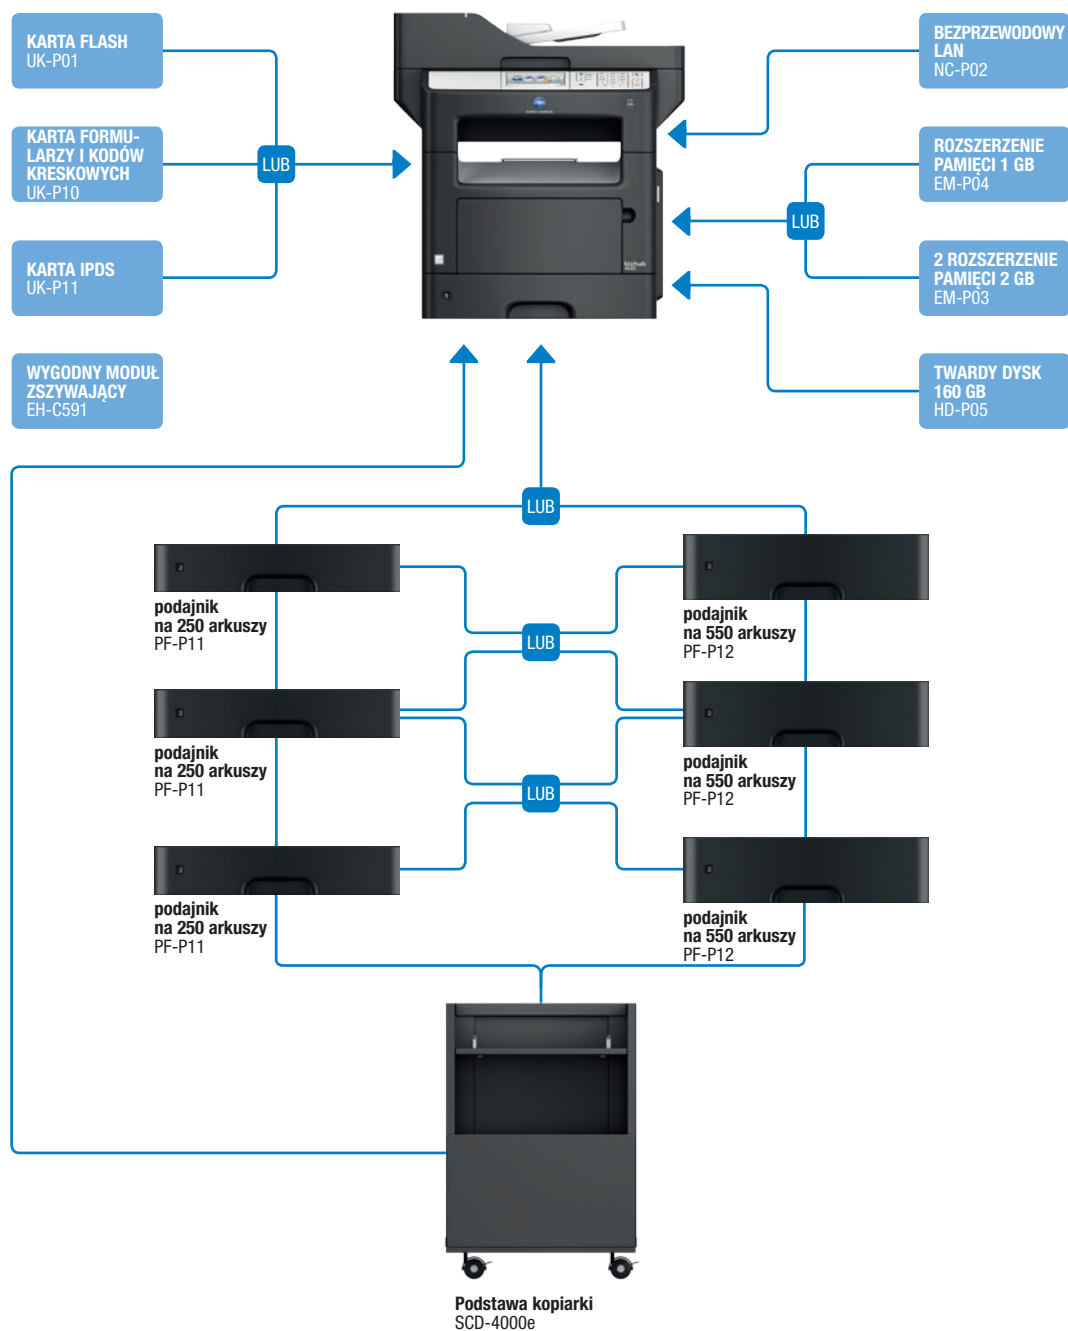 KARTA FLASH
UK-P01
KARTA FORMU-
LARZY I KODÓW
KRESKOWYCH
UK-P10
KARTA IPDS
UK-P11
WYGODNY MODUŁ
ZSZYWAJĄCY
EH-C591
LUB
BEZPRZEWODOWY
LAN
NC-P02
ROZSZERZENIE
PAMIĘCI 1 GB
EM-P04
LUB
2 ROZSZERZENIE
PAMIĘCI 2 GB
EM-P03
TWARDY DYSK
160 GB
HD-P05
bizhub
LUB
podajnik
na 250 arkuszy
PF-P11
LUB
podajnik
na 550 arkuszy
PF-P12
podajnik
na 250 arkuszy
PF-P11
LUB
podajnik
na 550 arkuszy
PF-P12
podajnik
na 250 arkuszy
PF-P11
podajnik
na 550 arkuszy
PF-P12
Podstawa kopiarki
SCD-4000e